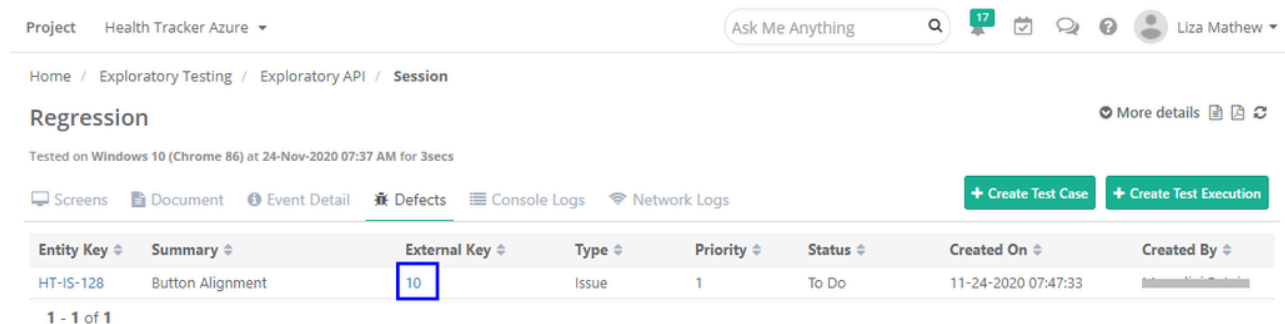 Project Health Tracker Azure Ask Me Anything 17 Liza Mathew
Home / Exploratory Testing / Exploratory API / Session
Regression More details
Tested on Windows 10 (Chrome 86) at 24-Nov-2020 07:37 AM for 3secs
Screens Document Event Detail Defects Console Logs Network Logs + Create Test Case + Create Test Execution
Entity Key Summary External Key Type Priority Status Created On Created By
HT-IS-128 Button Alignment 10 Issue 1 To Do 11-24-2020 07:47:33
1 - 1 of 1